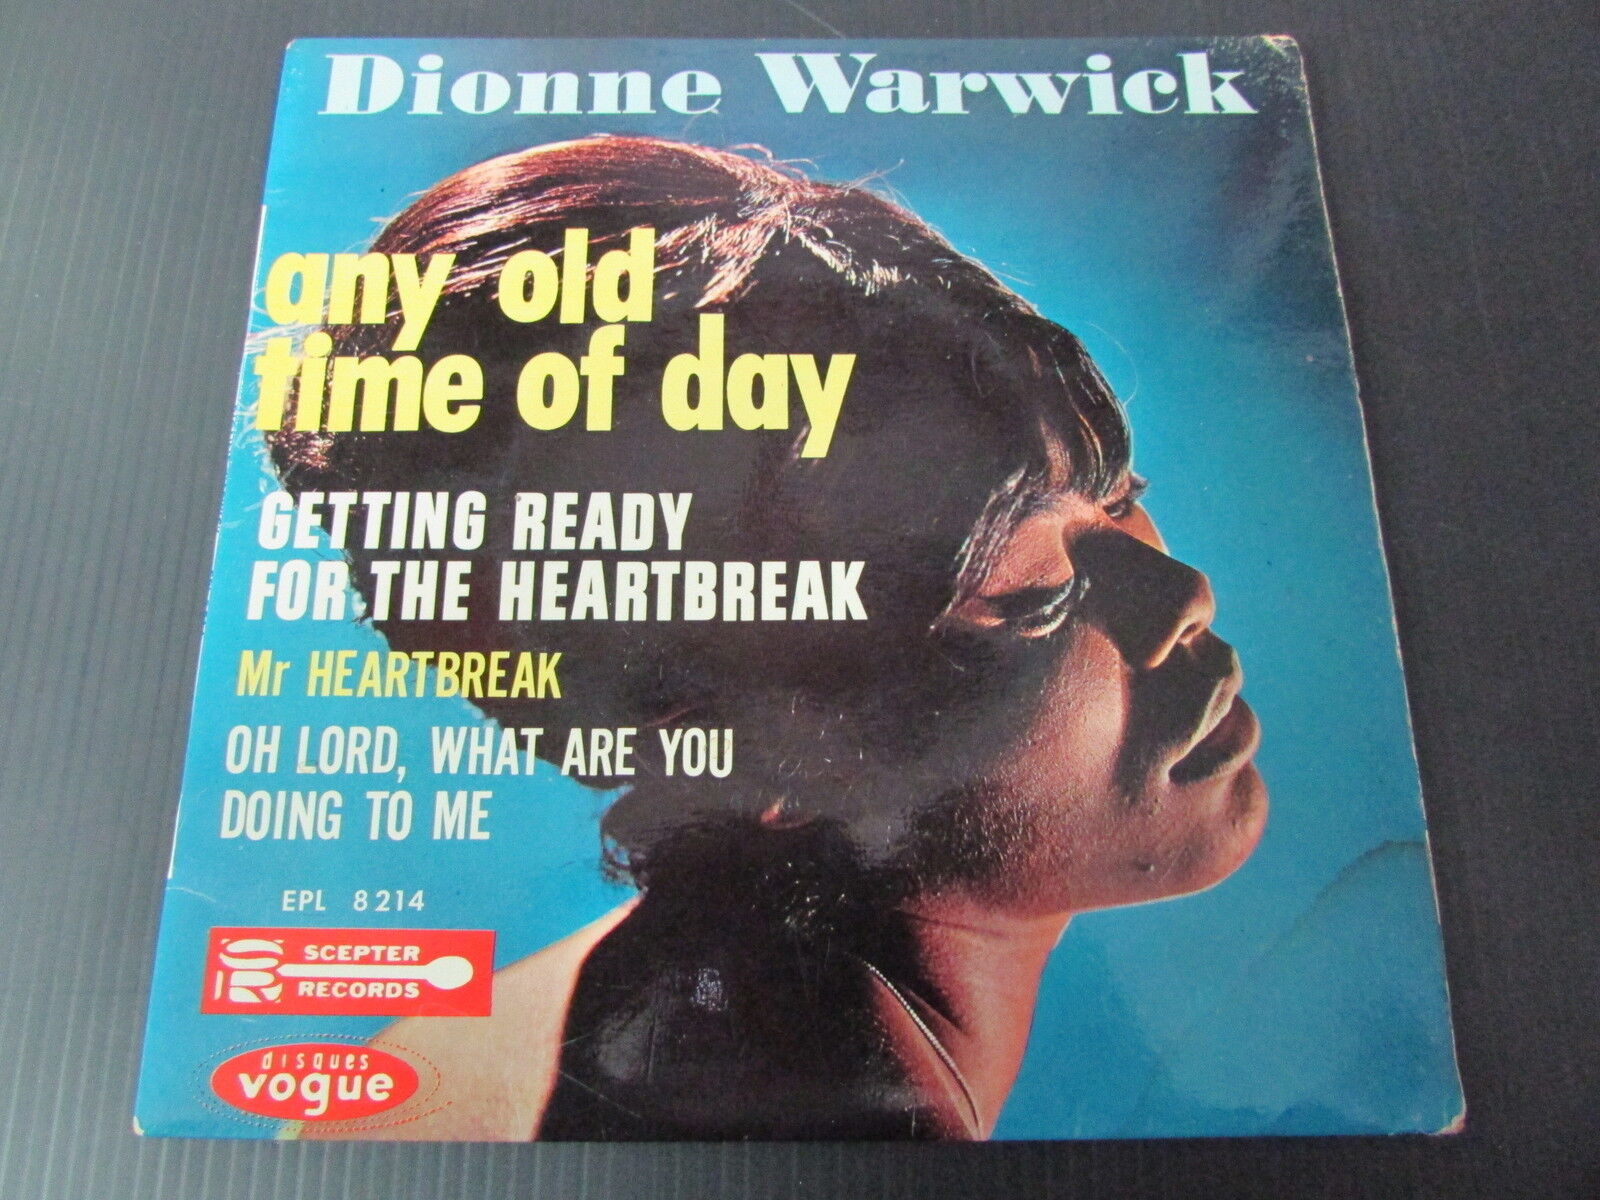 Dionne Warwick
any old
time of day
GETTING READY
FOR THE HEARTBREAK
Mr HEARTBREAK
OH LORD, WHAT ARE YOU
DOING TO ME
EPL 8214
SR
SCEPTER
RECORDS
disques
vogue